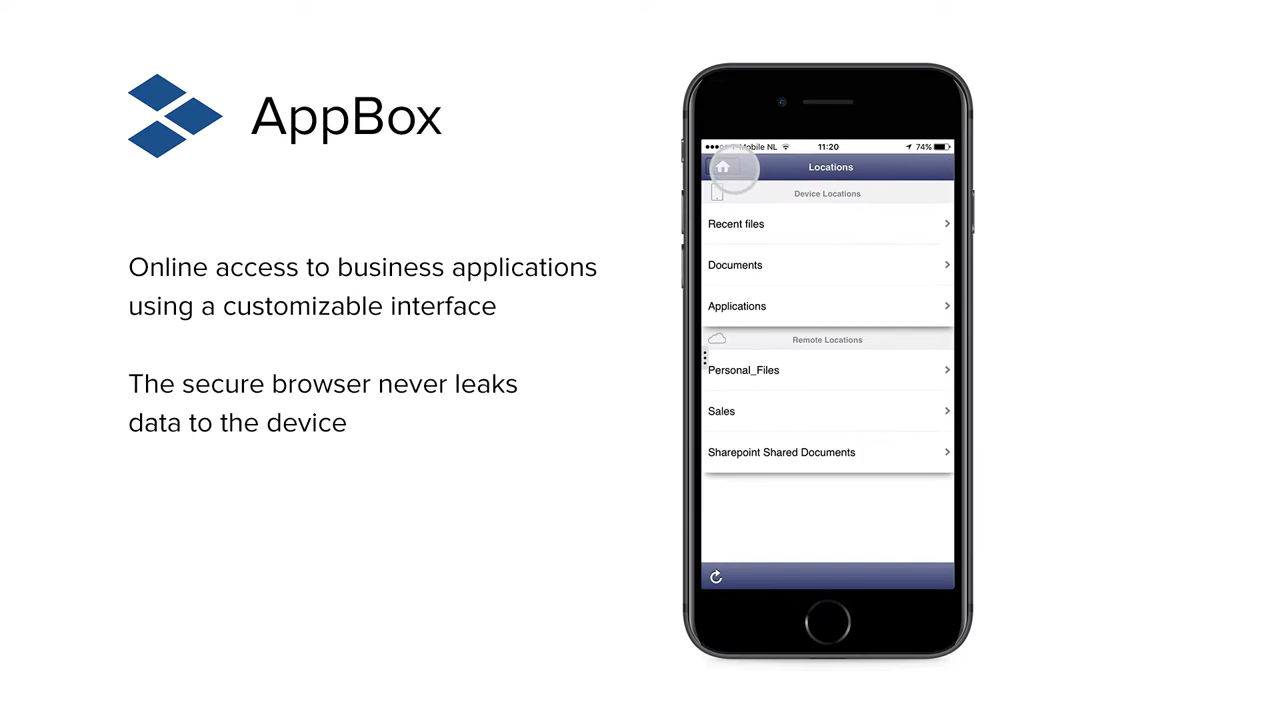 AppBox
Online access to business applications
using a customizable interface
The secure browser never leaks
data to the device
T-Mobile NL 11:20 74%
Locations
Device Locations
Recent files
Documents
Applications
Remote Locations
Personal_Files
Sales
Sharepoint Shared Documents